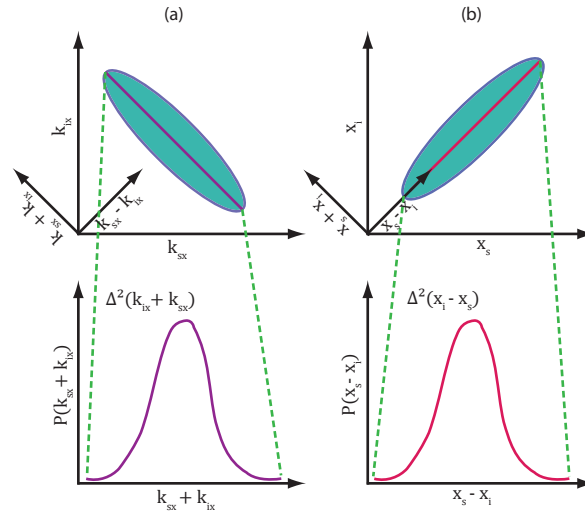 (a)
k_ix
k_sx + k_ix
k_sx - k_ix
k_sx
Δ²(k_ix + k_sx)
P(k_sx + k_ix)
k_sx + k_ix
(b)
x_i
x_s + x_i
x_s - x_i
x_s
Δ²(x_i - x_s)
P(x_s - x_i)
x_s - x_i